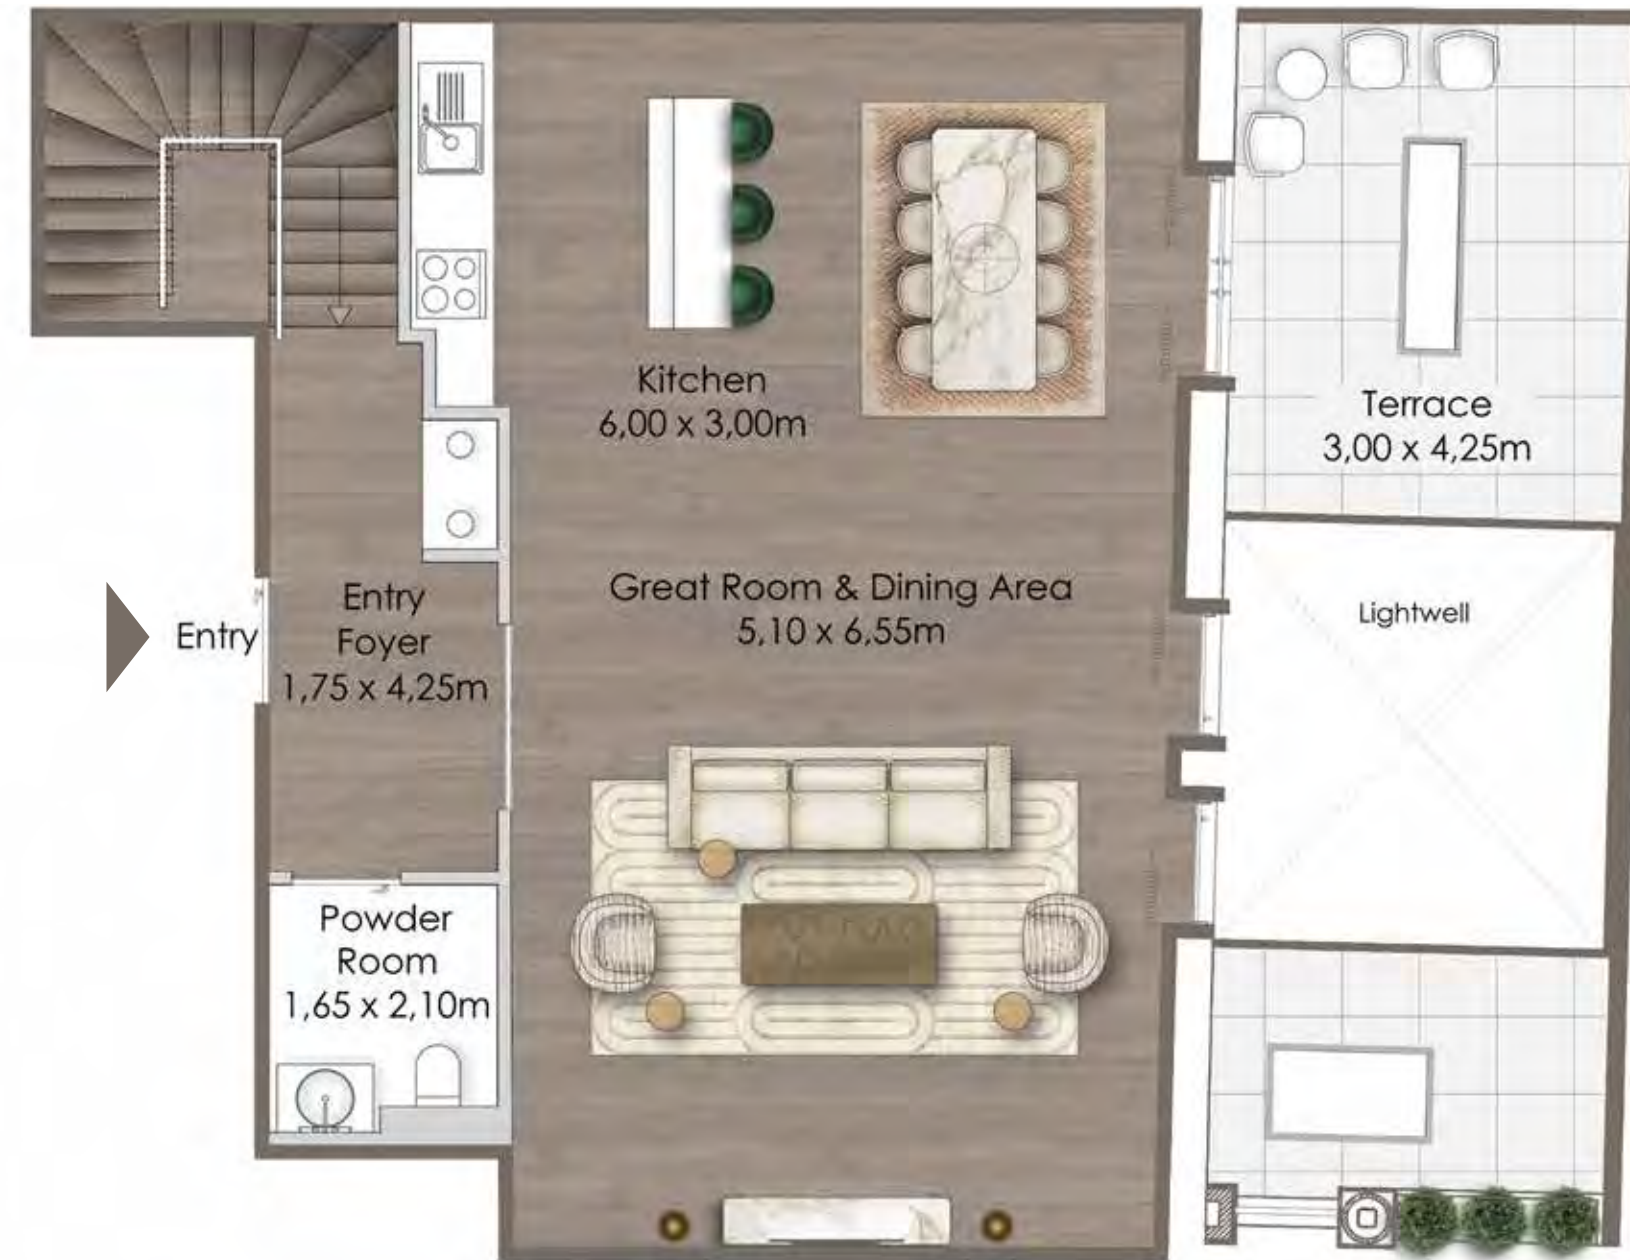 Kitchen
6,00 x 3,00m
Terrace
3,00 x 4,25m
Great Room & Dining Area
5,10 x 6,55m
Lightwell
Entry
Entry
Foyer
1,75 x 4,25m
Powder
Room
1,65 x 2,10m